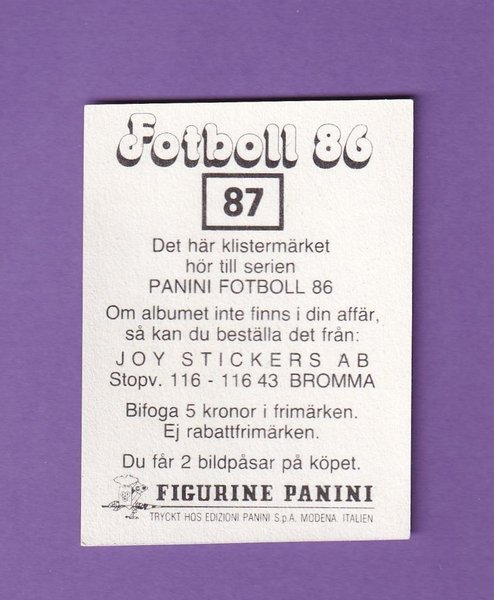 Fotboll 86
87
Det här klistermärket
hör till serien
PANINI FOTBOLL 86
Om albumet inte finns i din affär,
så kan du beställa det från:
JOY STICKERS AB
Stopv. 116 - 116 43 BROMMA
Bifoga 5 kronor i frimärken.
Ej rabattfrimärken.
Du får 2 bildpåsar på köpet.
FIGURINE PANINI
TRYCKT HOS EDIZIONI PANINI S.p.A. MODENA. ITALIEN